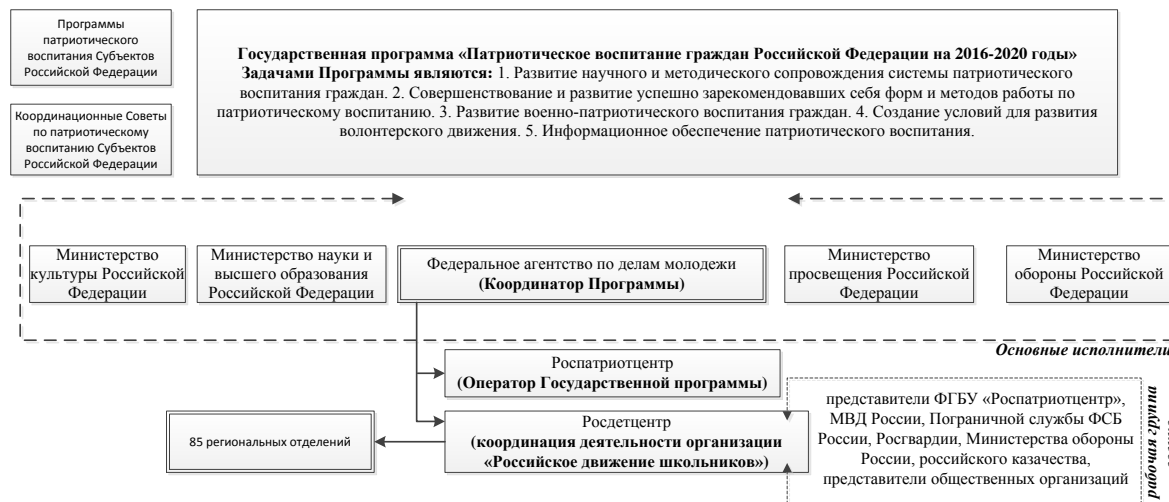 Программы
патриотического
воспитания Субъектов
Российской Федерации
Координационные Советы
по патриотическому
воспитанию Субъектов
Российской Федерации
Государственная программа «Патриотическое воспитание граждан Российской Федерации на 2016-2020 годы»
Задачами Программы являются: 1. Развитие научного и методического сопровождения системы патриотического
воспитания граждан. 2. Совершенствование и развитие успешно зарекомендовавших себя форм и методов работы по
патриотическому воспитанию. 3. Развитие военно-патриотического воспитания граждан. 4. Создание условий для развития
волонтерского движения. 5. Информационное обеспечение патриотического воспитания.
Министерство
культуры Российской
Федерации
Министерство науки и
высшего образования
Российской Федерации
Федеральное агентство по делам молодежи
(Координатор Программы)
Министерство
просвещения Российской
Федерации
Министерство
обороны Российской
Федерации
Основные исполнители
Роспатриотцентр
(Оператор Государственной программы)
Росдетцентр
(координация деятельности организации
«Российское движение школьников»)
85 региональных отделений
представители ФГБУ «Роспатриотцентр»,
МВД России, Пограничной службы ФСБ
России, Росгвардии, Министерства обороны
России, российского казачества,
представители общественных организаций
рабочая группа